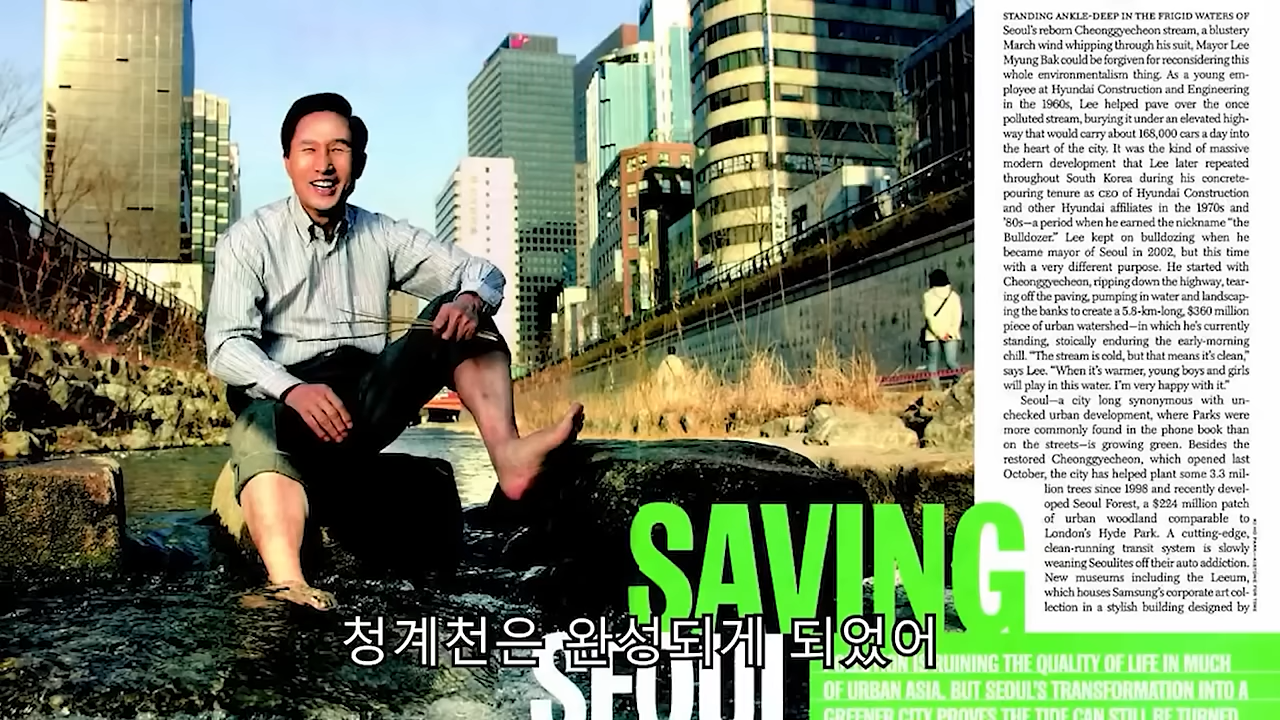 STANDING ANKLE-DEEP IN THE FRIGID WATERS OF
Seoul's reborn Cheonggyecheon stream, a blustery
March wind whipping through his suit, Mayor Lee
Myung Bak could be forgiven for reconsidering this
whole environmentalism thing. As a young em-
ployee at Hyundai Construction and Engineering
in the 1960s, Lee helped pave over the once
polluted stream, burying it under an elevated high-
way that would carry about 168,000 cars a day into
the heart of the city. It was the kind of massive
modern development that Lee later repeated
throughout South Korea during his concrete-
pouring tenure as CEO of Hyundai Construction
and other Hyundai affiliates in the 1970s and
'80s—a period when he earned the nickname "the
Bulldozer." Lee kept on bulldozing when he
became mayor of Seoul in 2002, but this time
with a very different purpose. He started with
Cheonggyecheon, ripping down the highway, tear-
ing off the paving, pumping in water and landscap-
ing the banks to create a 5.8-km-long, $360 million
piece of urban watershed—in which he's currently
standing, stoically enduring the early-morning
chill. "The stream is cold, but that means it's clean,"
says Lee. "When it's warmer, young boys and girls
will play in this water. I'm very happy with it."
Seoul—a city long synonymous with un-
checked urban development, where Parks were
more commonly found in the phone book than
on the streets—is growing green. Besides the
restored Cheonggyecheon, which opened last
October, the city has helped plant some 3.3 mil-
lion trees since 1998 and recently devel-
oped Seoul Forest, a $224 million patch
of urban woodland comparable to
London's Hyde Park. A cutting-edge,
clean-running transit system is slowly
weaning Seoulites off their auto addiction.
New museums including the Leeum,
which houses Samsung's corporate art col-
lection in a stylish building designed by
SAVING
SEOUL
청계천은 완성되게 되었어
IS RUINING THE QUALITY OF LIFE IN MUCH
OF URBAN ASIA. BUT SEOUL'S TRANSFORMATION INTO A
GREENER CITY PROVES THE TIDE CAN STILL BE TURNED